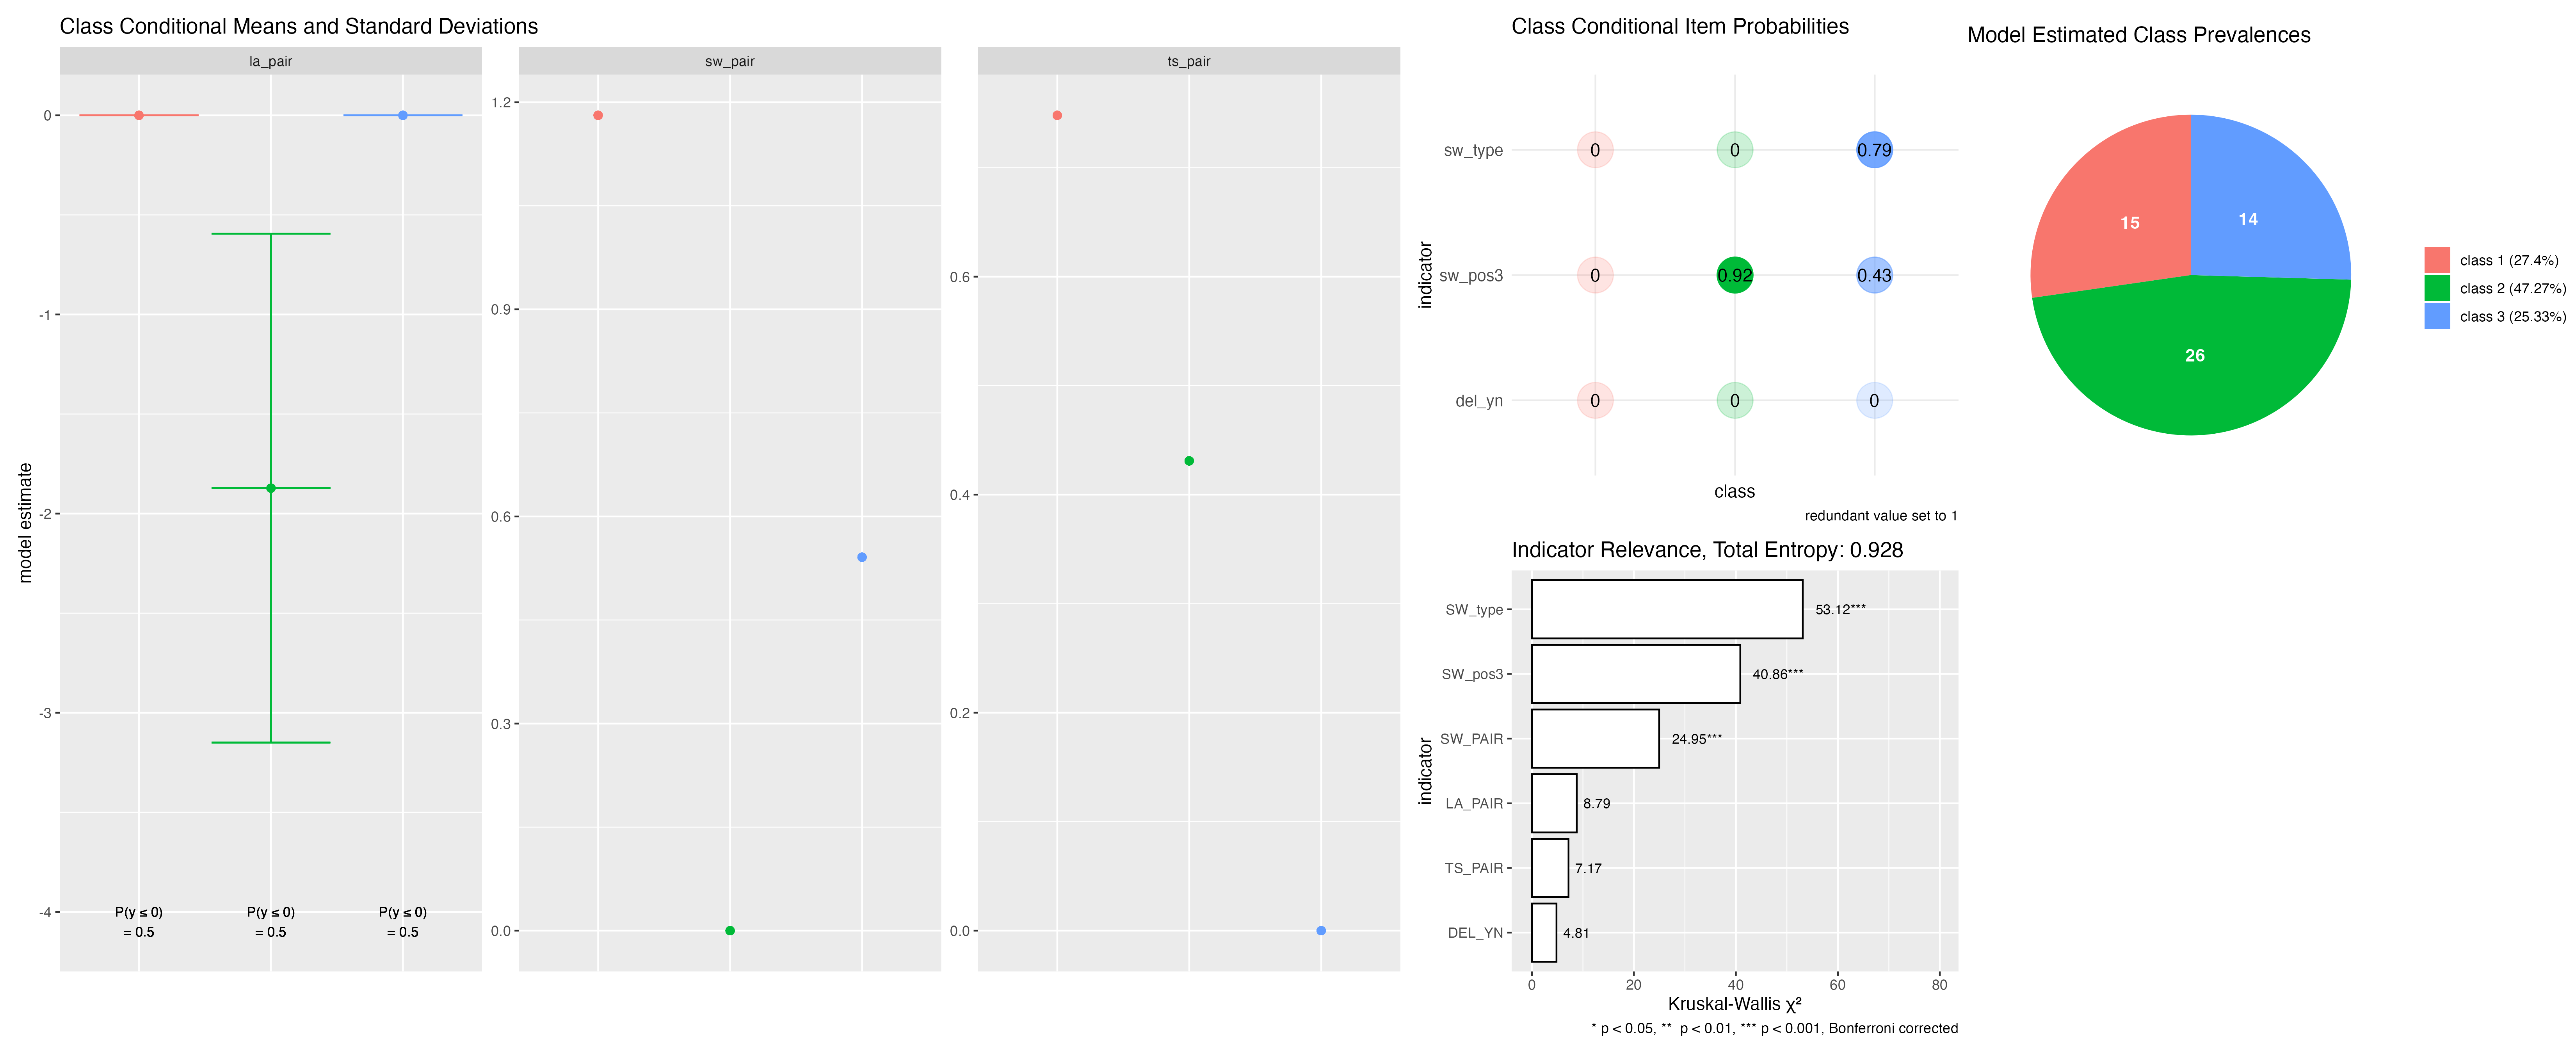 Class Conditional Means and Standard Deviations
la_pair
sw_pair
ts_pair
model estimate
0
-1
-2
-3
-4
P(y ≤ 0)
= 0.5
P(y ≤ 0)
= 0.5
P(y ≤ 0)
= 0.5
1.2
0.9
0.6
0.3
0.0
0.6
0.4
0.2
0.0
Class Conditional Item Probabilities
indicator
sw_type
0
0
0.79
sw_pos3
0
0.92
0.43
del_yn
0
0
0
class
redundant value set to 1
Model Estimated Class Prevalences
15
14
26
class 1 (27.4%)
class 2 (47.27%)
class 3 (25.33%)
Indicator Relevance, Total Entropy: 0.928
indicator
SW_type
53.12***
SW_pos3
40.86***
SW_PAIR
24.95***
LA_PAIR
8.79
TS_PAIR
7.17
DEL_YN
4.81
0 20 40 60 80
Kruskal-Wallis χ²
* p < 0.05, ** p < 0.01, *** p < 0.001, Bonferroni corrected